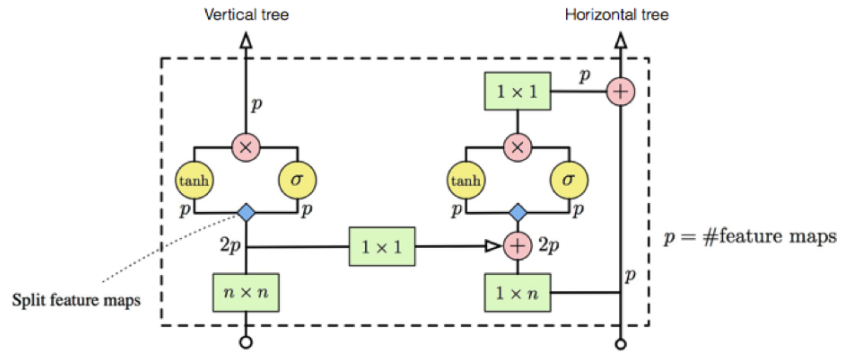 Vertical tree
Horizontal tree
p
1 × 1
+
p
×
×
tanh
σ
tanh
σ
p
p
p
p
2p
1 × 1
+
2p
p = #feature maps
p
Split feature maps
n × n
1 × n